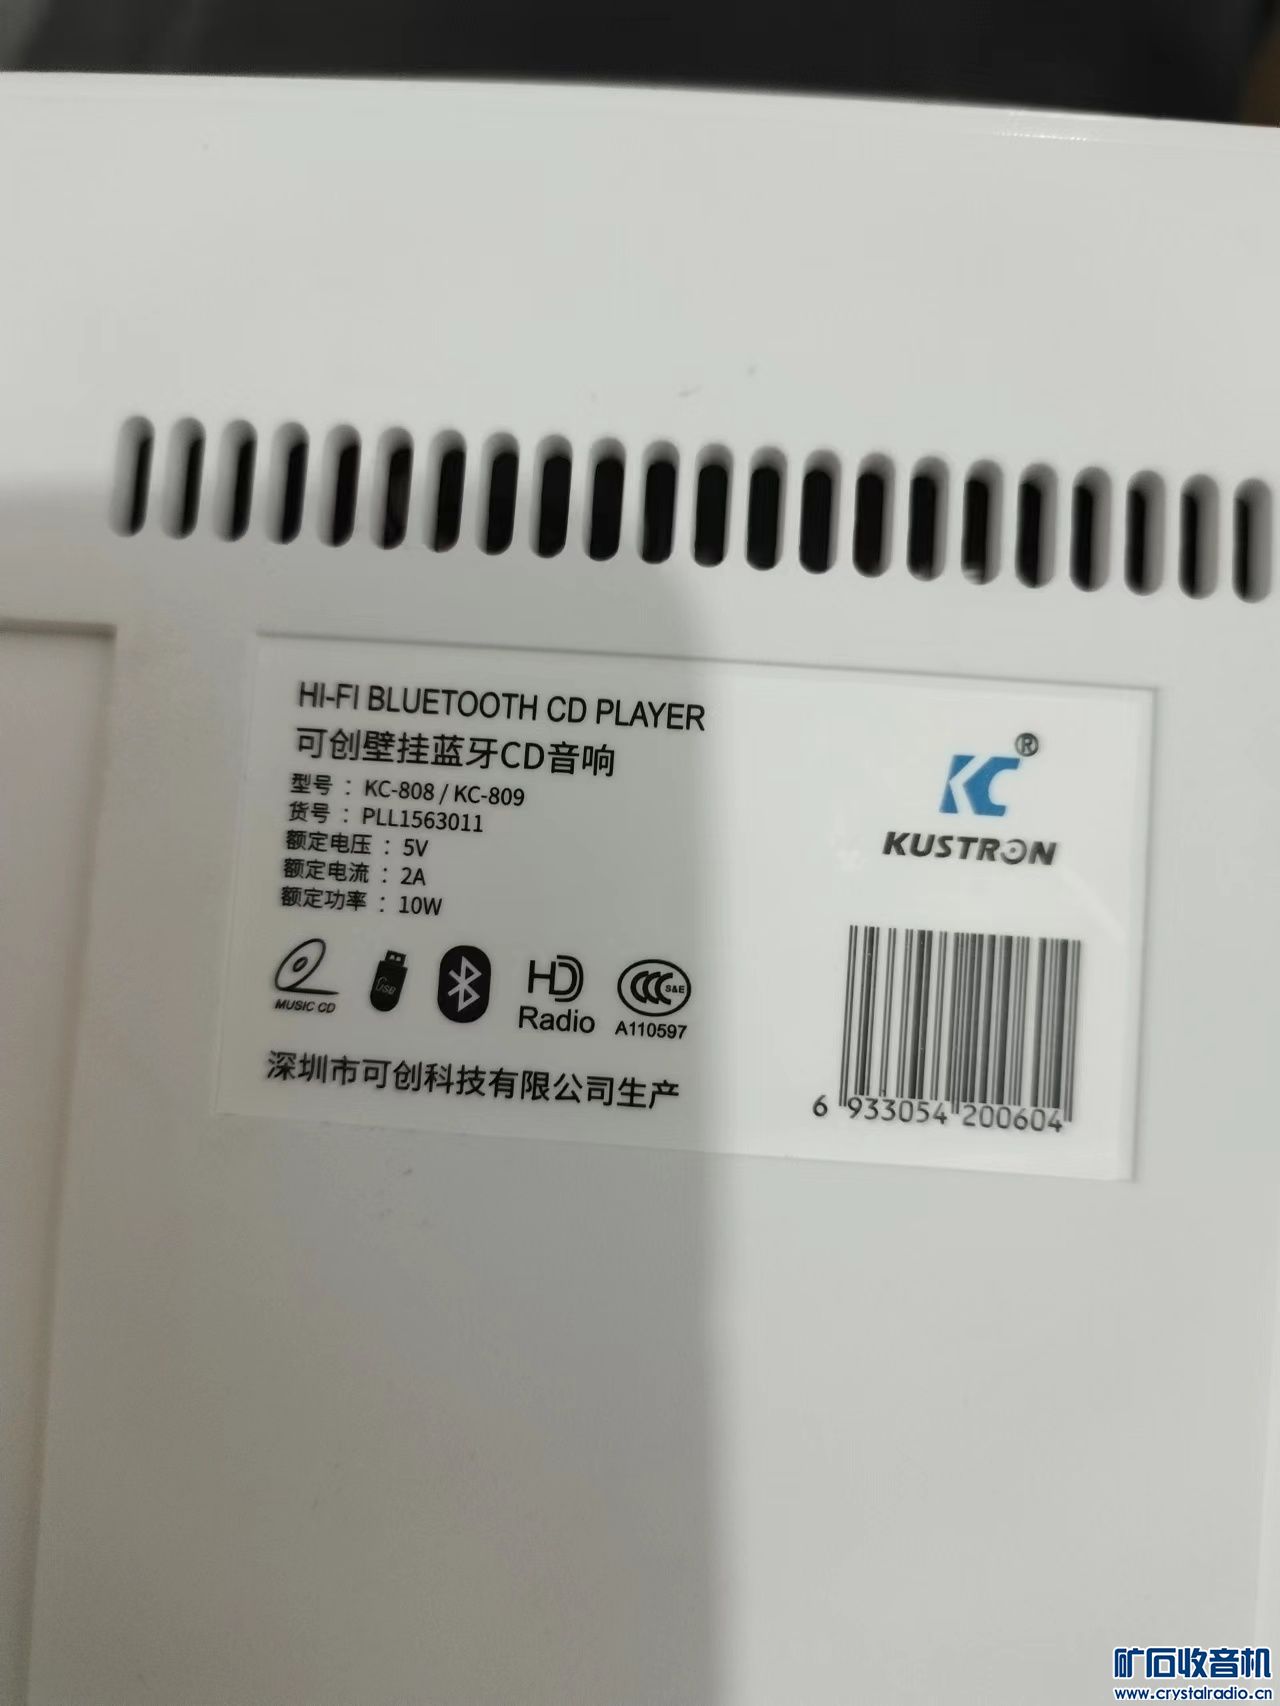 HI-FI BLUETOOTH CD PLAYER
可创壁挂蓝牙CD音响
型号 : KC-808 / KC-809
货号 : PLL1563011
额定电压 : 5V
额定电流 : 2A
额定功率 : 10W
KC®
KUSTRON
MUSIC CD
USB
HD Radio
CCC S&E
A110597
深圳市可创科技有限公司生产
6 933054 200604
矿石收音机
www.crystalradio.cn